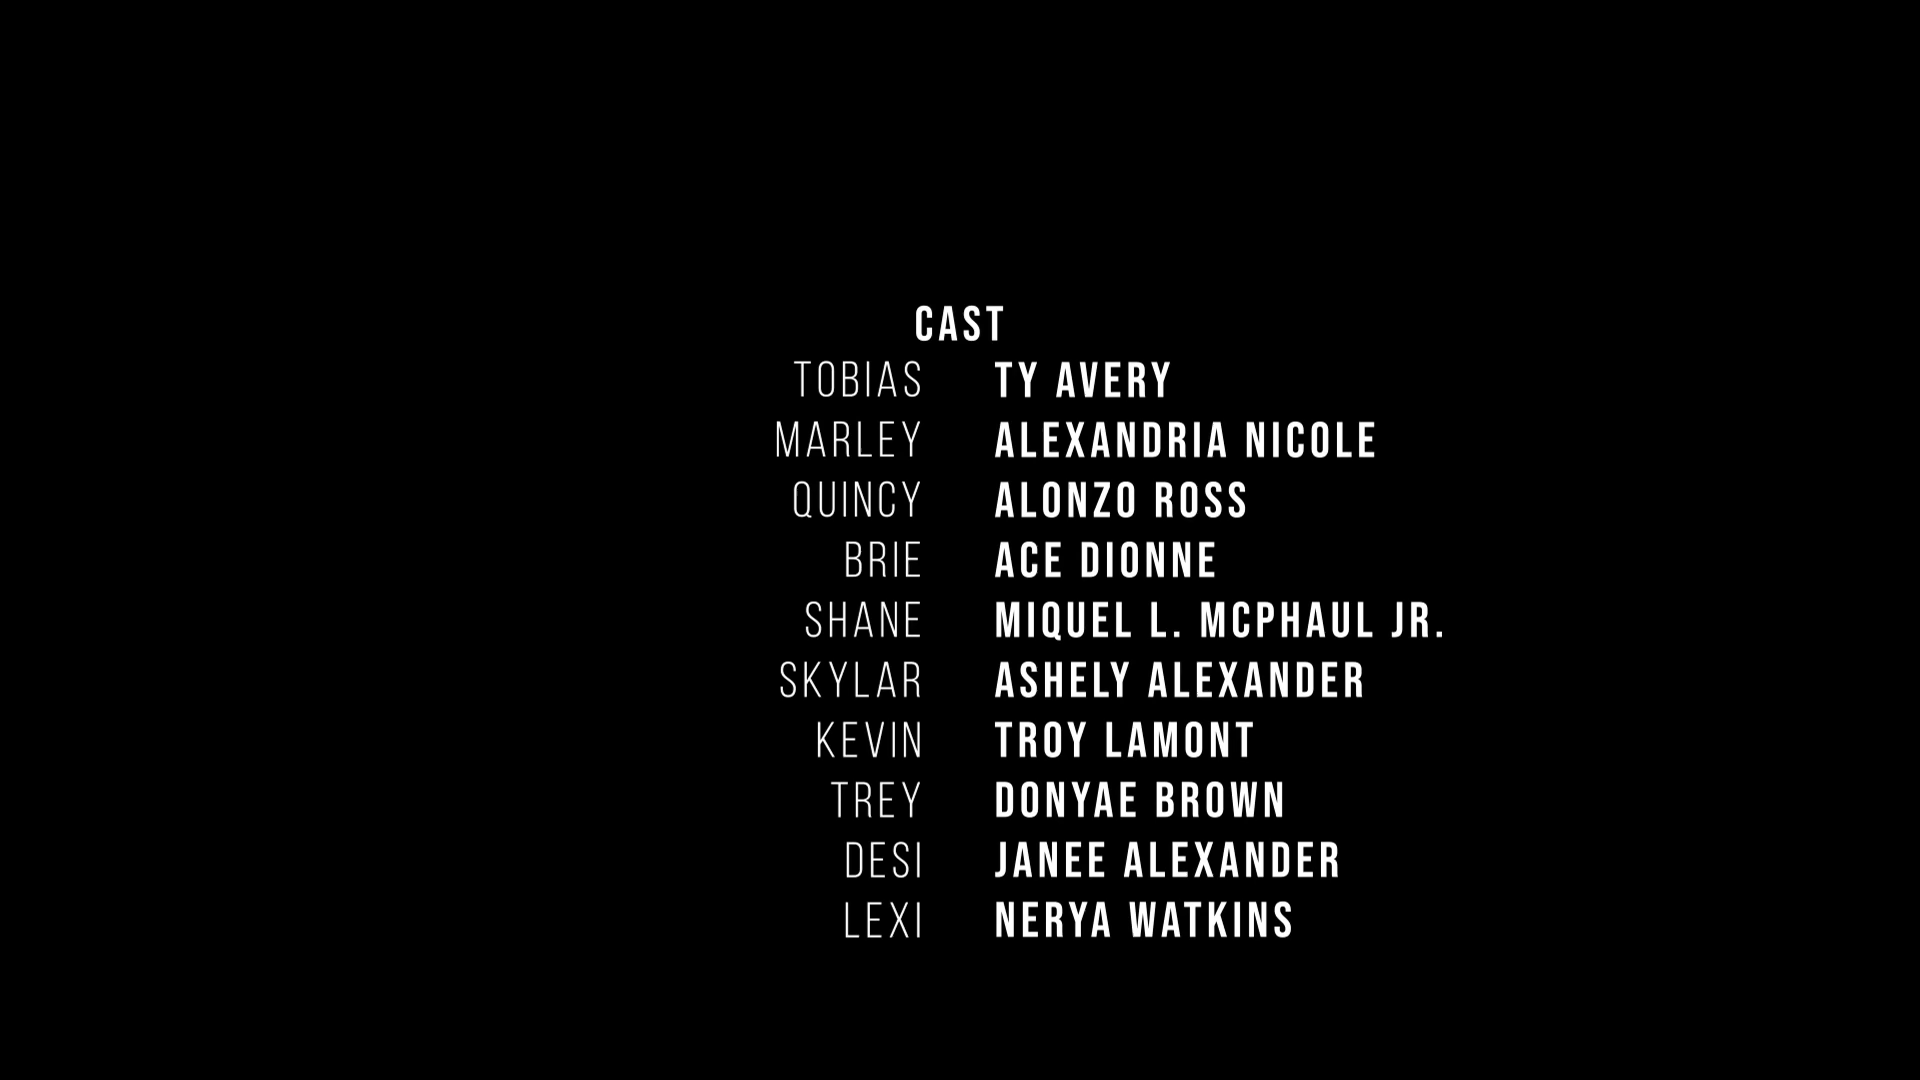 CAST
TOBIAS TY AVERY
MARLEY ALEXANDRIA NICOLE
QUINCY ALONZO ROSS
BRIE ACE DIONNE
SHANE MIQUEL L. MCPHAUL JR.
SKYLAR ASHELY ALEXANDER
KEVIN TROY LAMONT
TREY DONYAE BROWN
DESI JANEE ALEXANDER
LEXI NERYA WATKINS